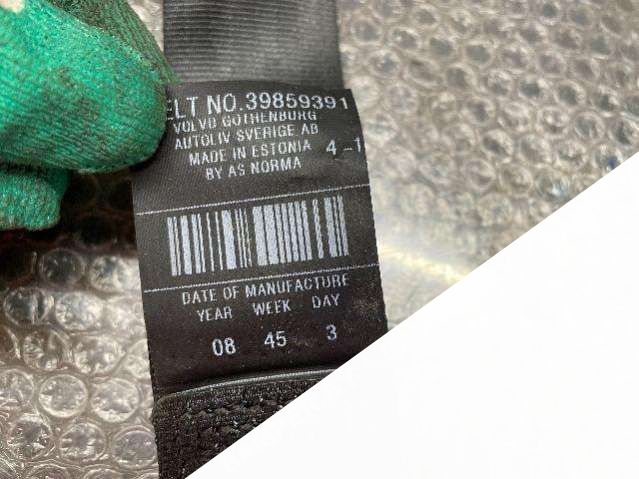 ELT NO.39859391
VOLVO GOTHENBURG
AUTOLIV SVERIGE AB
MADE IN ESTONIA 4-1
BY AS NORMA
DATE OF MANUFACTURE
YEAR WEEK DAY
08 45 3